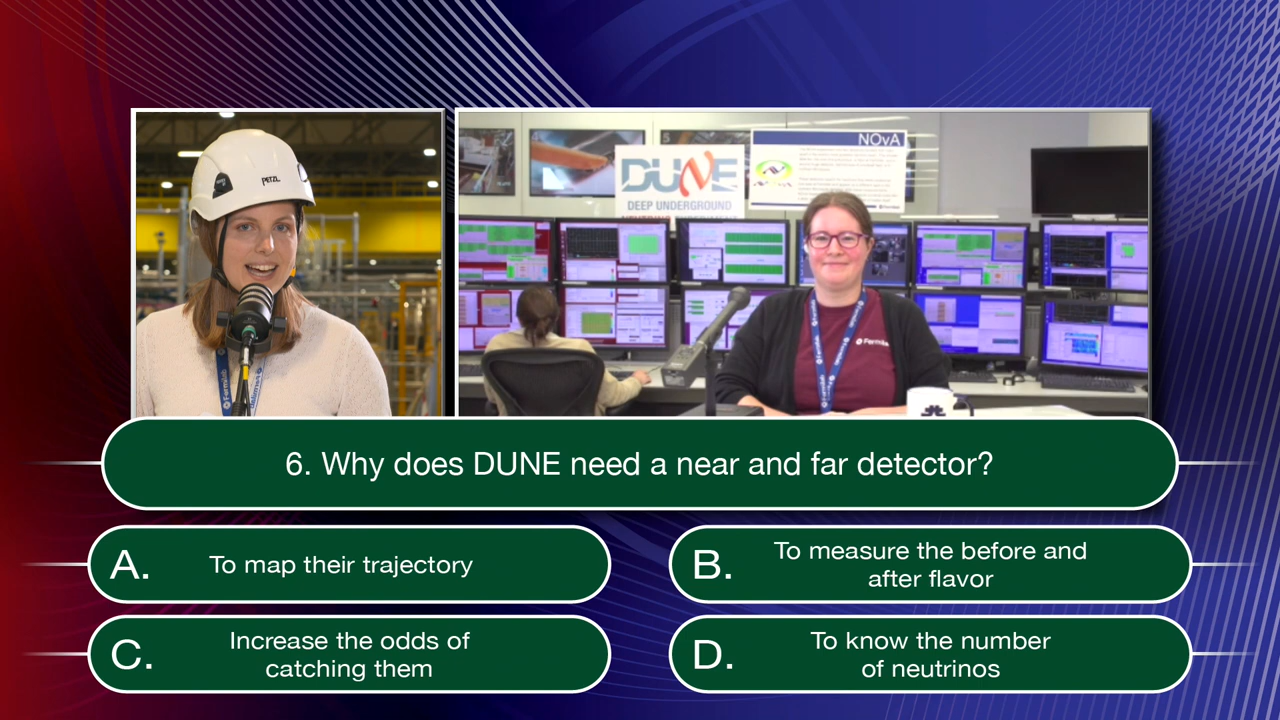 PETZL
DUNE
DEEP UNDERGROUND
NOvA
Fermilab
Fermilab
6. Why does DUNE need a near and far detector?
A. To map their trajectory
B. To measure the before and
after flavor
C. Increase the odds of
catching them
D. To know the number
of neutrinos